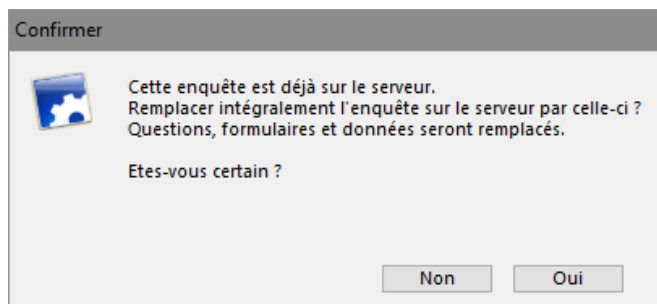 Confirmer
Cette enquête est déjà sur le serveur.
Remplacer intégralement l'enquête sur le serveur par celle-ci ?
Questions, formulaires et données seront remplacés.
Etes-vous certain ?
Non
Oui